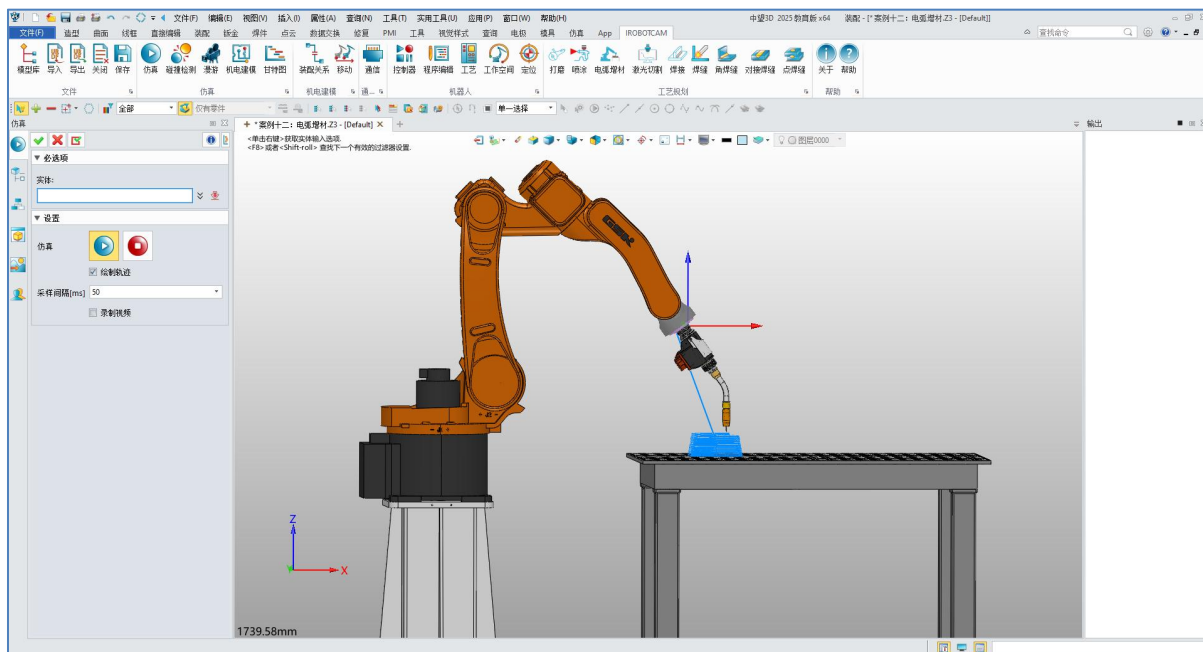 文件(F) 编辑(E) 视图(V) 插入(I) 属性(A) 查询(N) 工具(T) 实用工具(U) 应用(P) 窗口(W) 帮助(H) 中望3D 2025 教育版 x64 装配 - [* 案例十二：电弧增材.Z3 - [Default]]
文件(F) 造型 曲面 线框 直接编辑 装配 钣金 焊件 点云 数据交换 修复 PMI 工具 视觉样式 查询 电极 模具 仿真 App IROBOTCAM 查找命令
模型库 导入 导出 关闭 保存 仿真 碰撞检测 漫游 机电建模 甘特图 装配关系 移动 通信 控制器 程序编辑 工艺 工作空间 定位 打磨 喷涂 电弧增材 激光切割 焊接 焊缝 角焊缝 对接焊缝 点焊缝 关于 帮助
文件 仿真 机电建模 通... 机器人 工艺规划 帮助
全部 仅有零件 单一选择
仿真 + * 案例十二：电弧增材.Z3 - [Default] × + 输出
<单击右键>获取实体输入选项.
<F8> 或者 <Shift-roll> 查找下一个有效的过滤器设置.
图层0000
必选项
实体:
设置
仿真
绘制轨迹
采样间隔[ms] 50
录制视频
Z
X
Y
1739.58mm